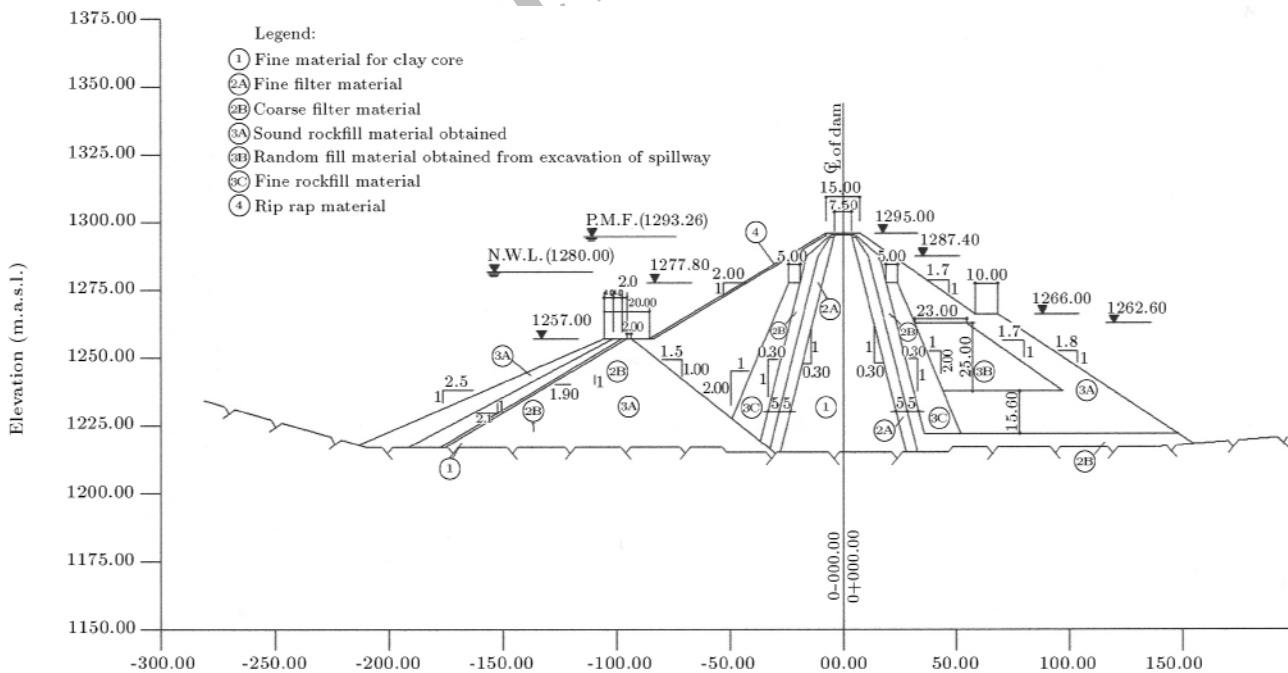 1375.00
1350.00
1325.00
1300.00
1275.00
1250.00
1225.00
1200.00
1175.00
1150.00
Elevation (m.a.s.l.)
Legend:
1 Fine material for clay core
2A Fine filter material
2B Coarse filter material
3A Sound rockfill material obtained
3B Random fill material obtained from excavation of spillway
3C Fine rockfill material
4 Rip rap material
℄ of dam
15.00
7.50
P.M.F. (1293.26)
N.W.L. (1280.00)
1295.00
1287.40
1277.80
1266.00
1262.60
1257.00
4
5.00
5.00
2.00
1
1.7
1
10.00
2.0
20.00
2.00
23.00
25.00
15.60
2A
2B
2B
3A
2.5
1
1.5
1.00
1
2.00
0.30
1
1
0.30
1
0.30
0.30
1
1
2.00
1.7
1
1.8
1
3B
3A
2B
3A
1.90
1
2B
3C
5 5
1
5 5
2A
3C
2B
1
0-000.00
0+000.00
-300.00
-250.00
-200.00
-150.00
-100.00
-50.00
00.00
50.00
100.00
150.00